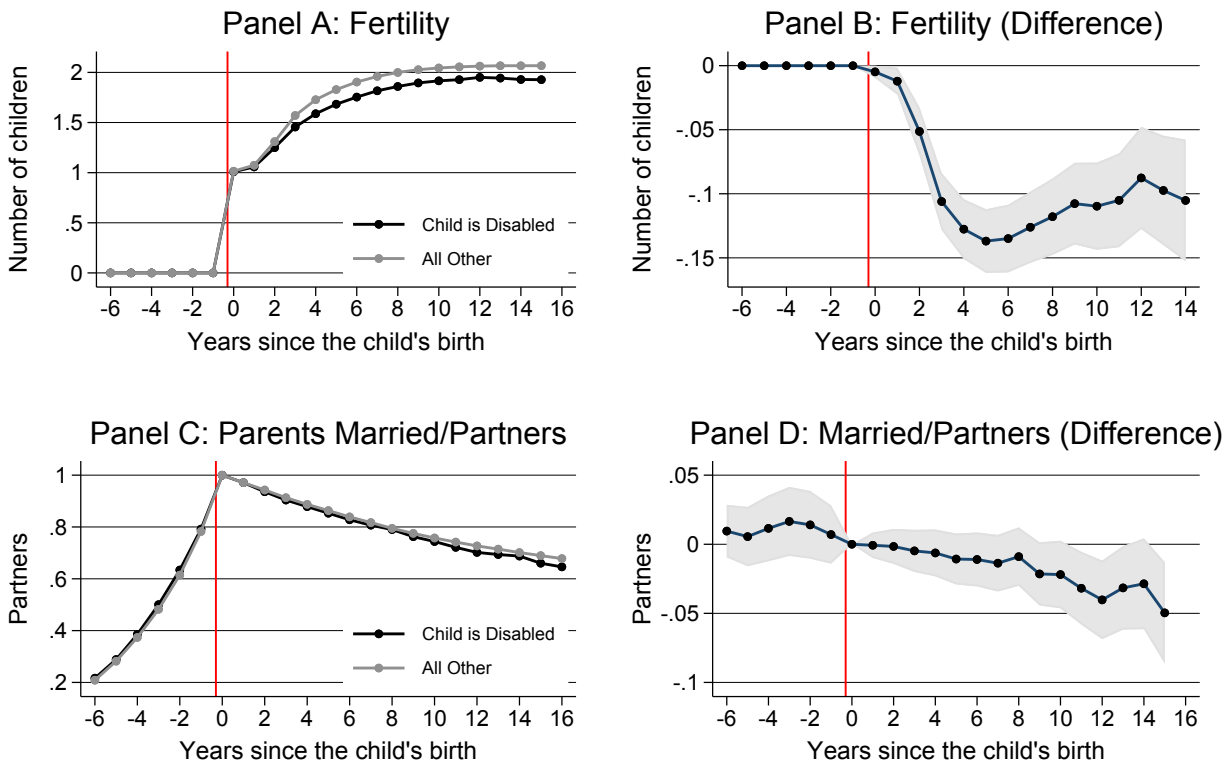 Panel A: Fertility
Number of children
2
1.5
1
.5
0
Child is Disabled
All Other
-6 -4 -2 0 2 4 6 8 10 12 14 16
Years since the child's birth
Panel B: Fertility (Difference)
Number of children
0
-.05
-.1
-.15
-6 -4 -2 0 2 4 6 8 10 12 14
Years since the child's birth
Panel C: Parents Married/Partners
Partners
1
.8
.6
.4
.2
Child is Disabled
All Other
-6 -4 -2 0 2 4 6 8 10 12 14 16
Years since the child's birth
Panel D: Married/Partners (Difference)
Partners
.05
0
-.05
-.1
-6 -4 -2 0 2 4 6 8 10 12 14 16
Years since the child's birth